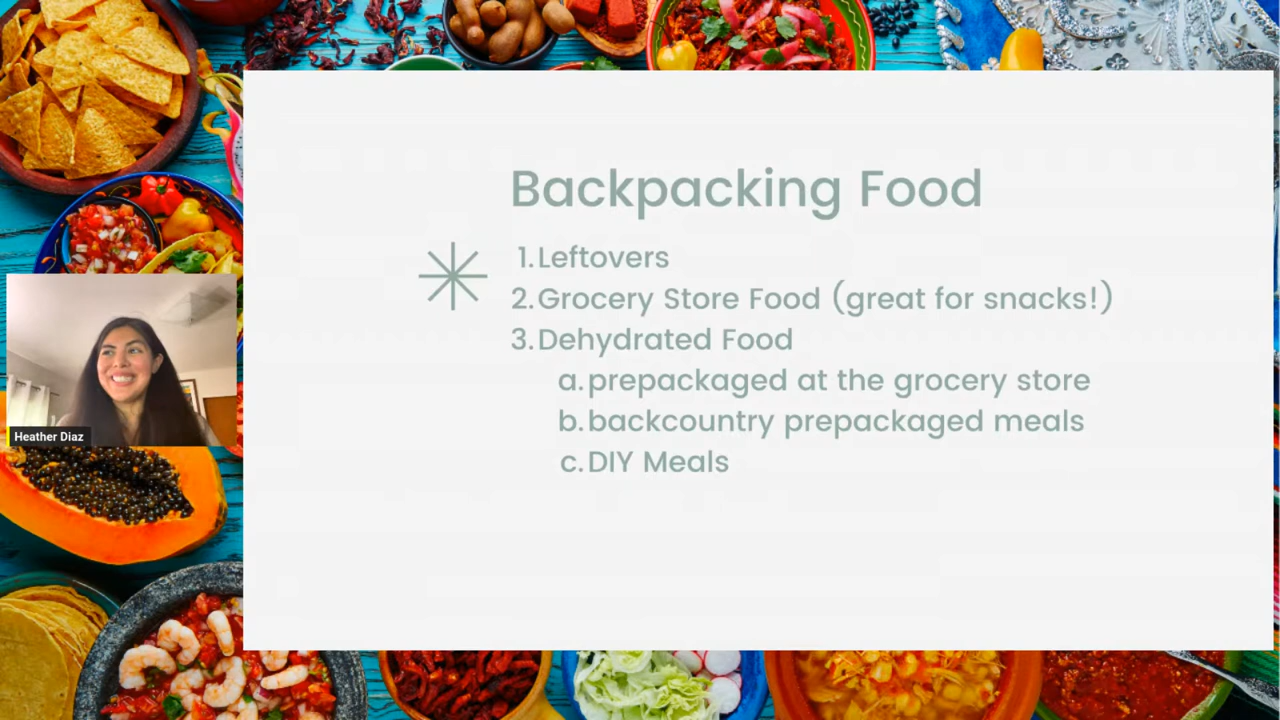 Backpacking Food
1. Leftovers
2. Grocery Store Food (great for snacks!)
3. Dehydrated Food
a. prepackaged at the grocery store
b. backcountry prepackaged meals
c. DIY Meals
Heather Diaz